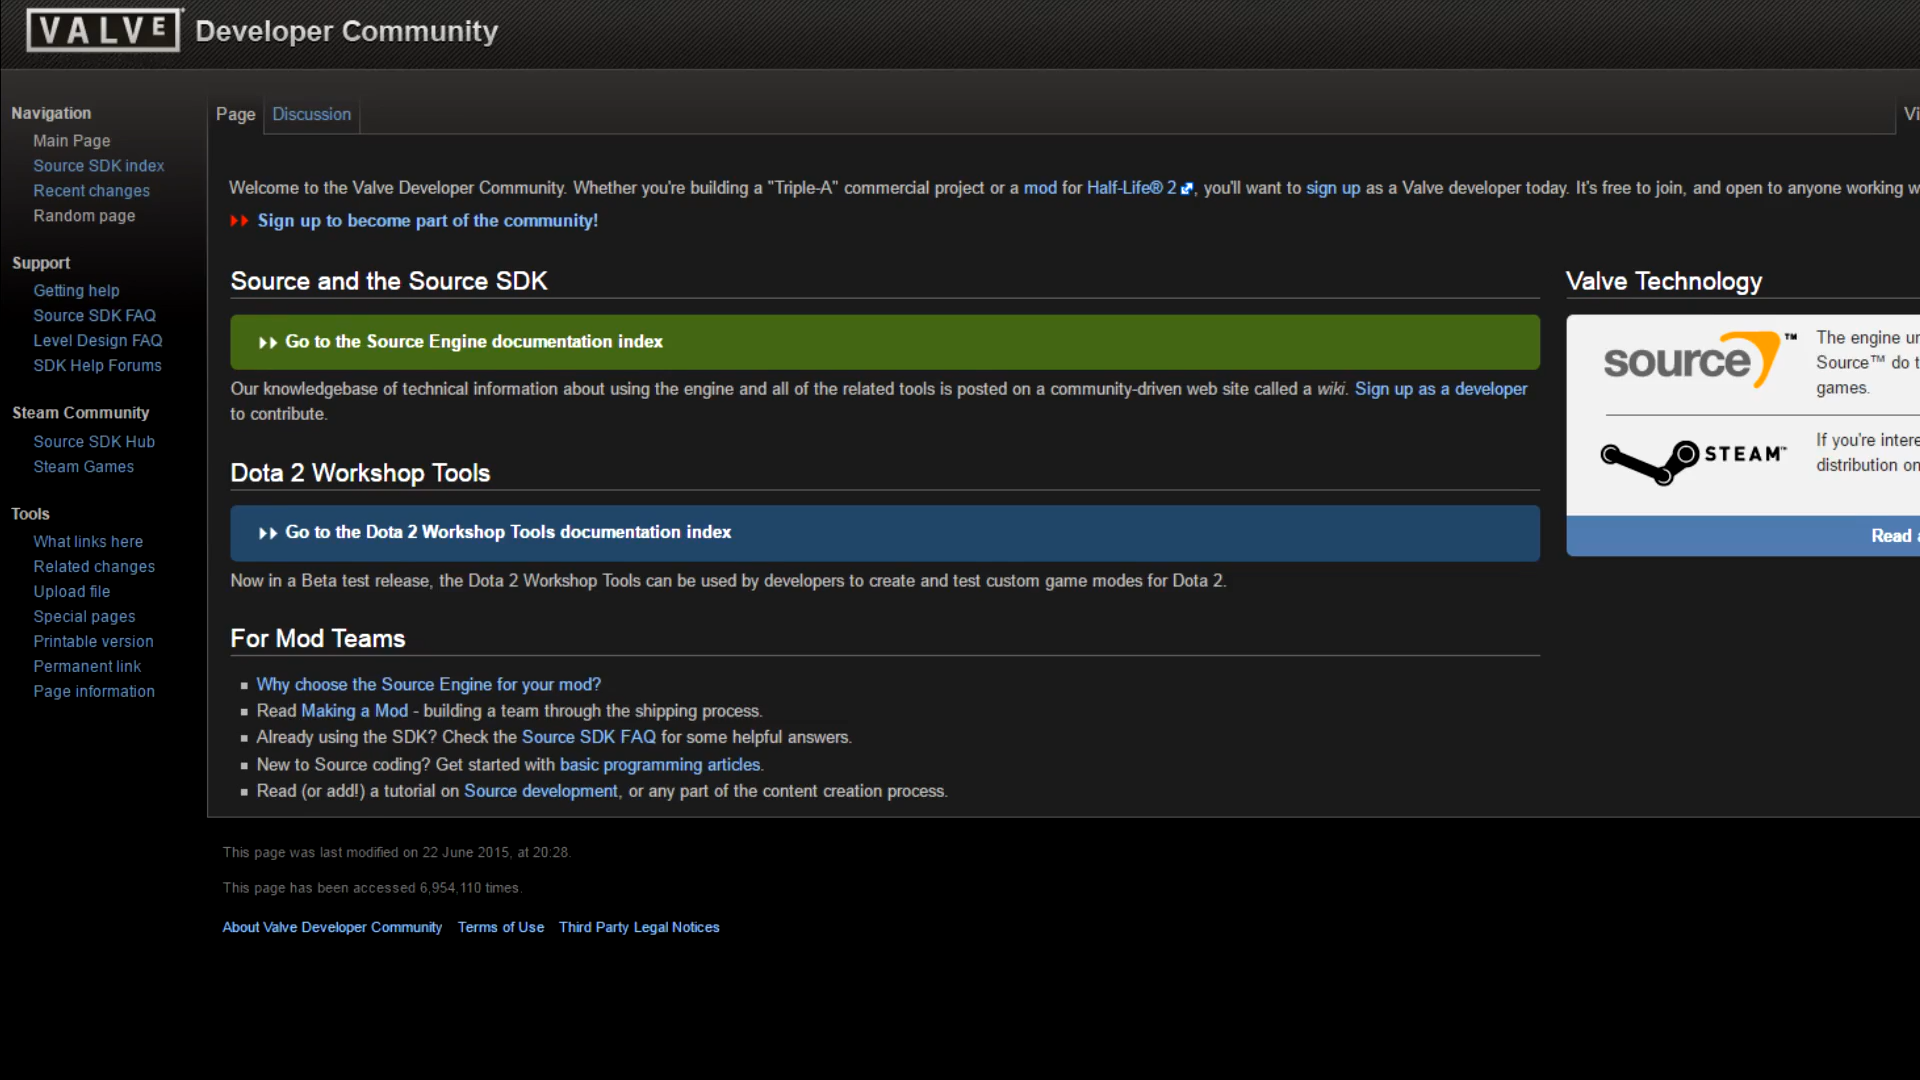 VALVE Developer Community
Navigation
Main Page
Source SDK index
Recent changes
Random page
Support
Getting help
Source SDK FAQ
Level Design FAQ
SDK Help Forums
Steam Community
Source SDK Hub
Steam Games
Tools
What links here
Related changes
Upload file
Special pages
Printable version
Permanent link
Page information
Page Discussion
Vi
Welcome to the Valve Developer Community. Whether you're building a "Triple-A" commercial project or a mod for Half-Life® 2, you'll want to sign up as a Valve developer today. It's free to join, and open to anyone working w
Sign up to become part of the community!
Source and the Source SDK
Go to the Source Engine documentation index
Our knowledgebase of technical information about using the engine and all of the related tools is posted on a community-driven web site called a wiki. Sign up as a developer
to contribute.
Dota 2 Workshop Tools
Go to the Dota 2 Workshop Tools documentation index
Now in a Beta test release, the Dota 2 Workshop Tools can be used by developers to create and test custom game modes for Dota 2.
For Mod Teams
Why choose the Source Engine for your mod?
Read Making a Mod - building a team through the shipping process.
Already using the SDK? Check the Source SDK FAQ for some helpful answers.
New to Source coding? Get started with basic programming articles.
Read (or add!) a tutorial on Source development, or any part of the content creation process.
Valve Technology
source™
The engine un
Source™ do t
games.
STEAM™
If you're intere
distribution on
Read a
This page was last modified on 22 June 2015, at 20:28.
This page has been accessed 6,954,110 times.
About Valve Developer Community Terms of Use Third Party Legal Notices